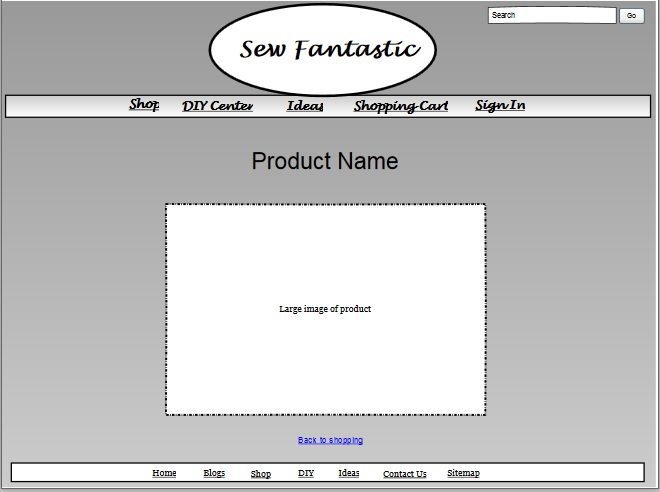 Search Go
Sew Fantastic
Shop DIY Center Ideas Shopping Cart Sign In
Product Name
Large image of product
Back to shopping
Home Blogs Shop DIY Ideas Contact Us Sitemap